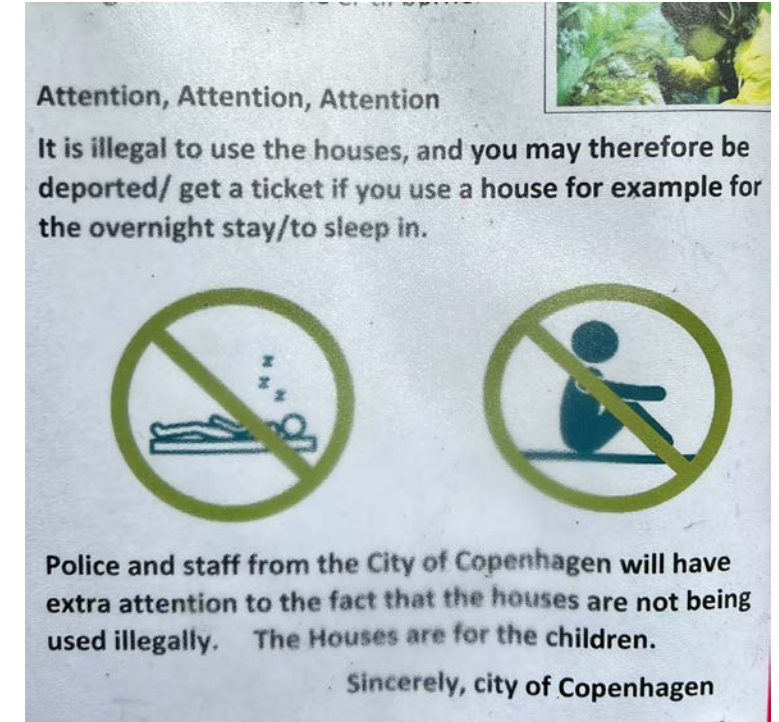 Attention, Attention, Attention
It is illegal to use the houses, and you may therefore be
deported/ get a ticket if you use a house for example for
the overnight stay/to sleep in.
z
z
z
Police and staff from the City of Copenhagen will have
extra attention to the fact that the houses are not being
used illegally. The Houses are for the children.
Sincerely, city of Copenhagen